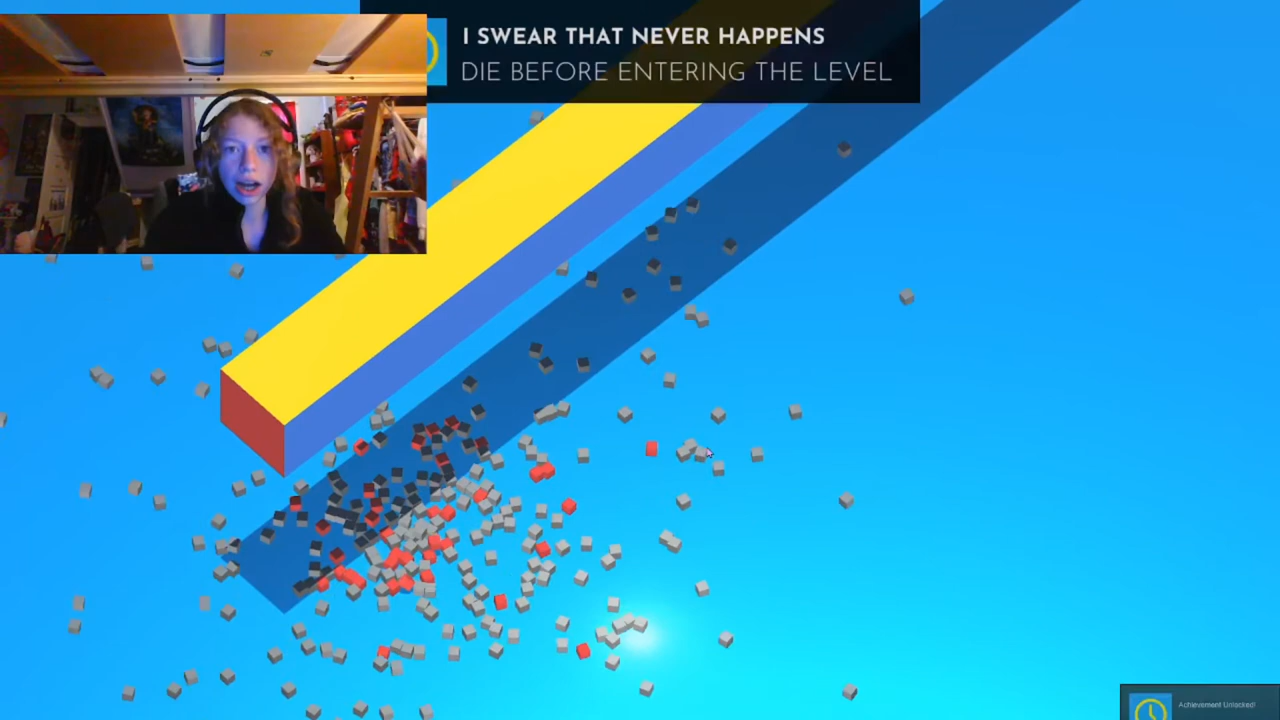 I SWEAR THAT NEVER HAPPENS
DIE BEFORE ENTERING THE LEVEL
Achievement Unlocked!